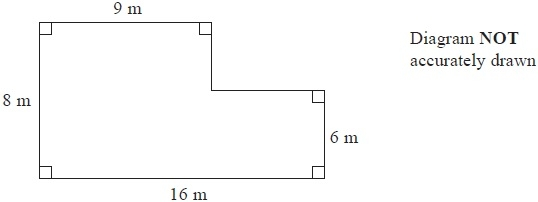 9 m
Diagram NOT
accurately drawn
8 m
6 m
16 m